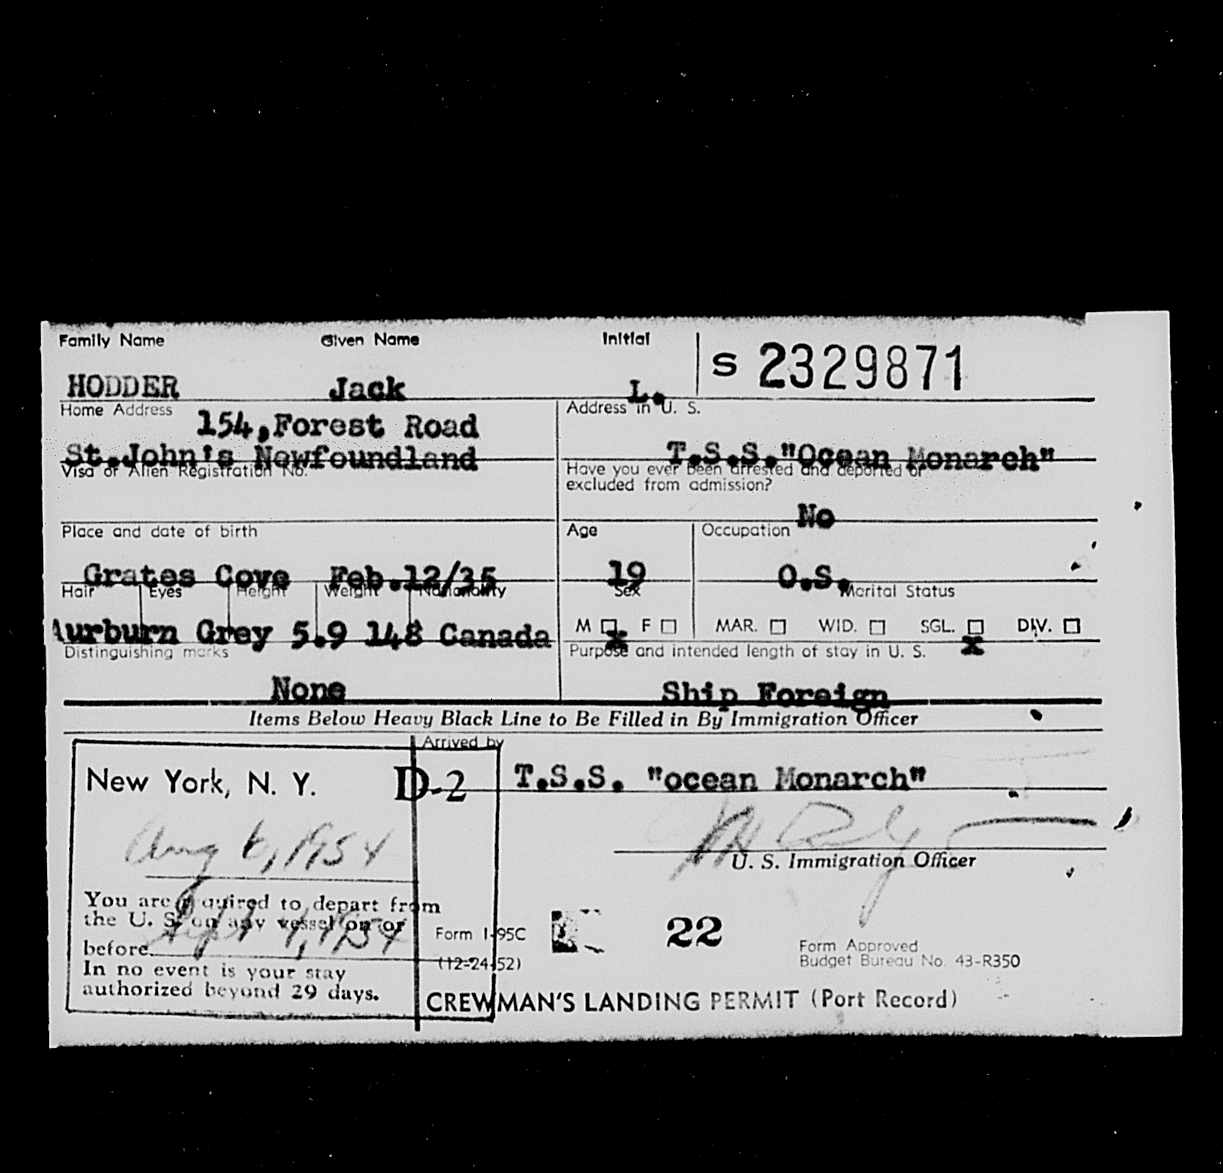 Family Name Given Name Initial
S 2329871
HODDER Jack L.
Home Address Address in U. S.
154,Forest Road
St.John's Newfoundland T.S.S."Ocean Monarch"
Visa or Alien Registration No. Have you ever been arrested and deported or
excluded from admission?
No
Place and date of birth Age Occupation
Grates Cove Feb.12/35 19 O.S.
Hair Eyes Height Weight Nationality Sex Marital Status
Aurburn Grey 5.9 148 Canada M x F MAR. WID. SGL. x DIV.
Distinguishing marks Purpose and intended length of stay in U. S.
None Ship Foreign
Items Below Heavy Black Line to Be Filled in By Immigration Officer
Arrived by
New York, N. Y. D-2 T.S.S. "ocean Monarch"
Aug 6, 1954
U. S. Immigration Officer
You are required to depart from
the U. S. on any vessel on or
before Sept 4, 1954
In no event is your stay
authorized beyond 29 days.
Form I-95C
(12-24-52)
22
Form Approved
Budget Bureau No. 43-R350
CREWMAN'S LANDING PERMIT (Port Record)